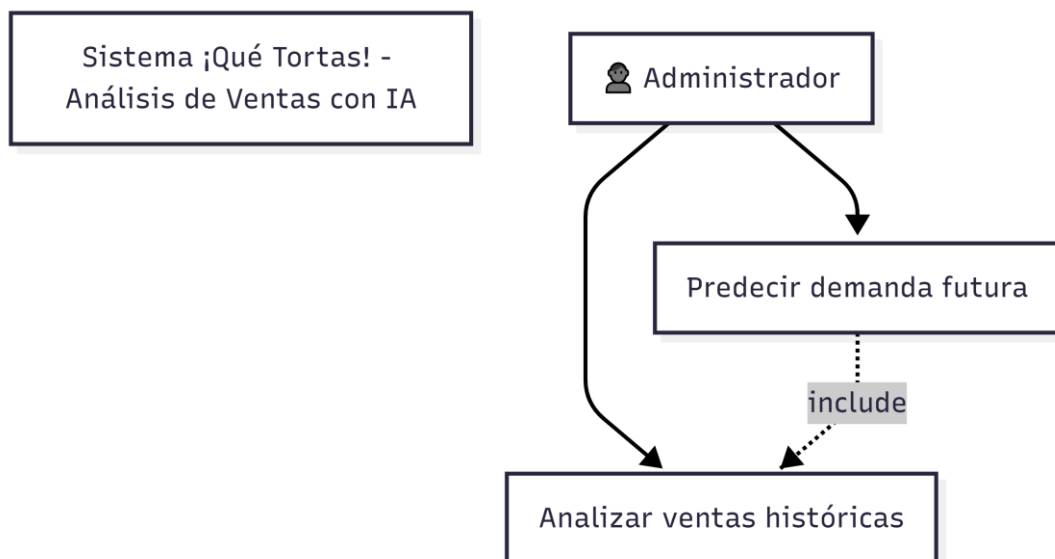 Sistema ¡Qué Tortas! -
Análisis de Ventas con IA
Administrador
Predecir demanda futura
include
Analizar ventas históricas